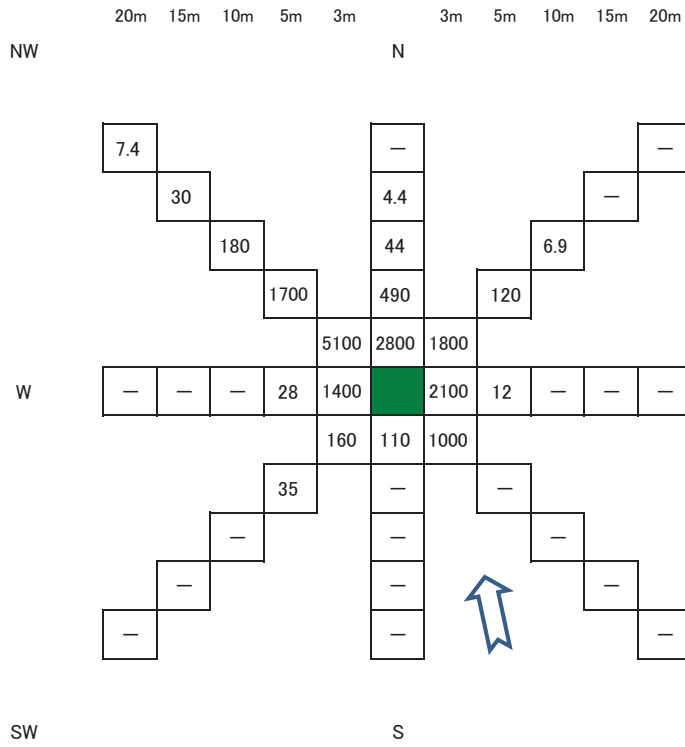 20m 15m 10m 5m 3m 3m 5m 10m 15m 20m
NW N
7.4 — —
30 4.4 —
180 44 6.9
1700 490 120
5100 2800 1800
W — — — 28 1400 2100 12 — — —
160 110 1000
35 — —
— — —
— — —
— — —
SW S